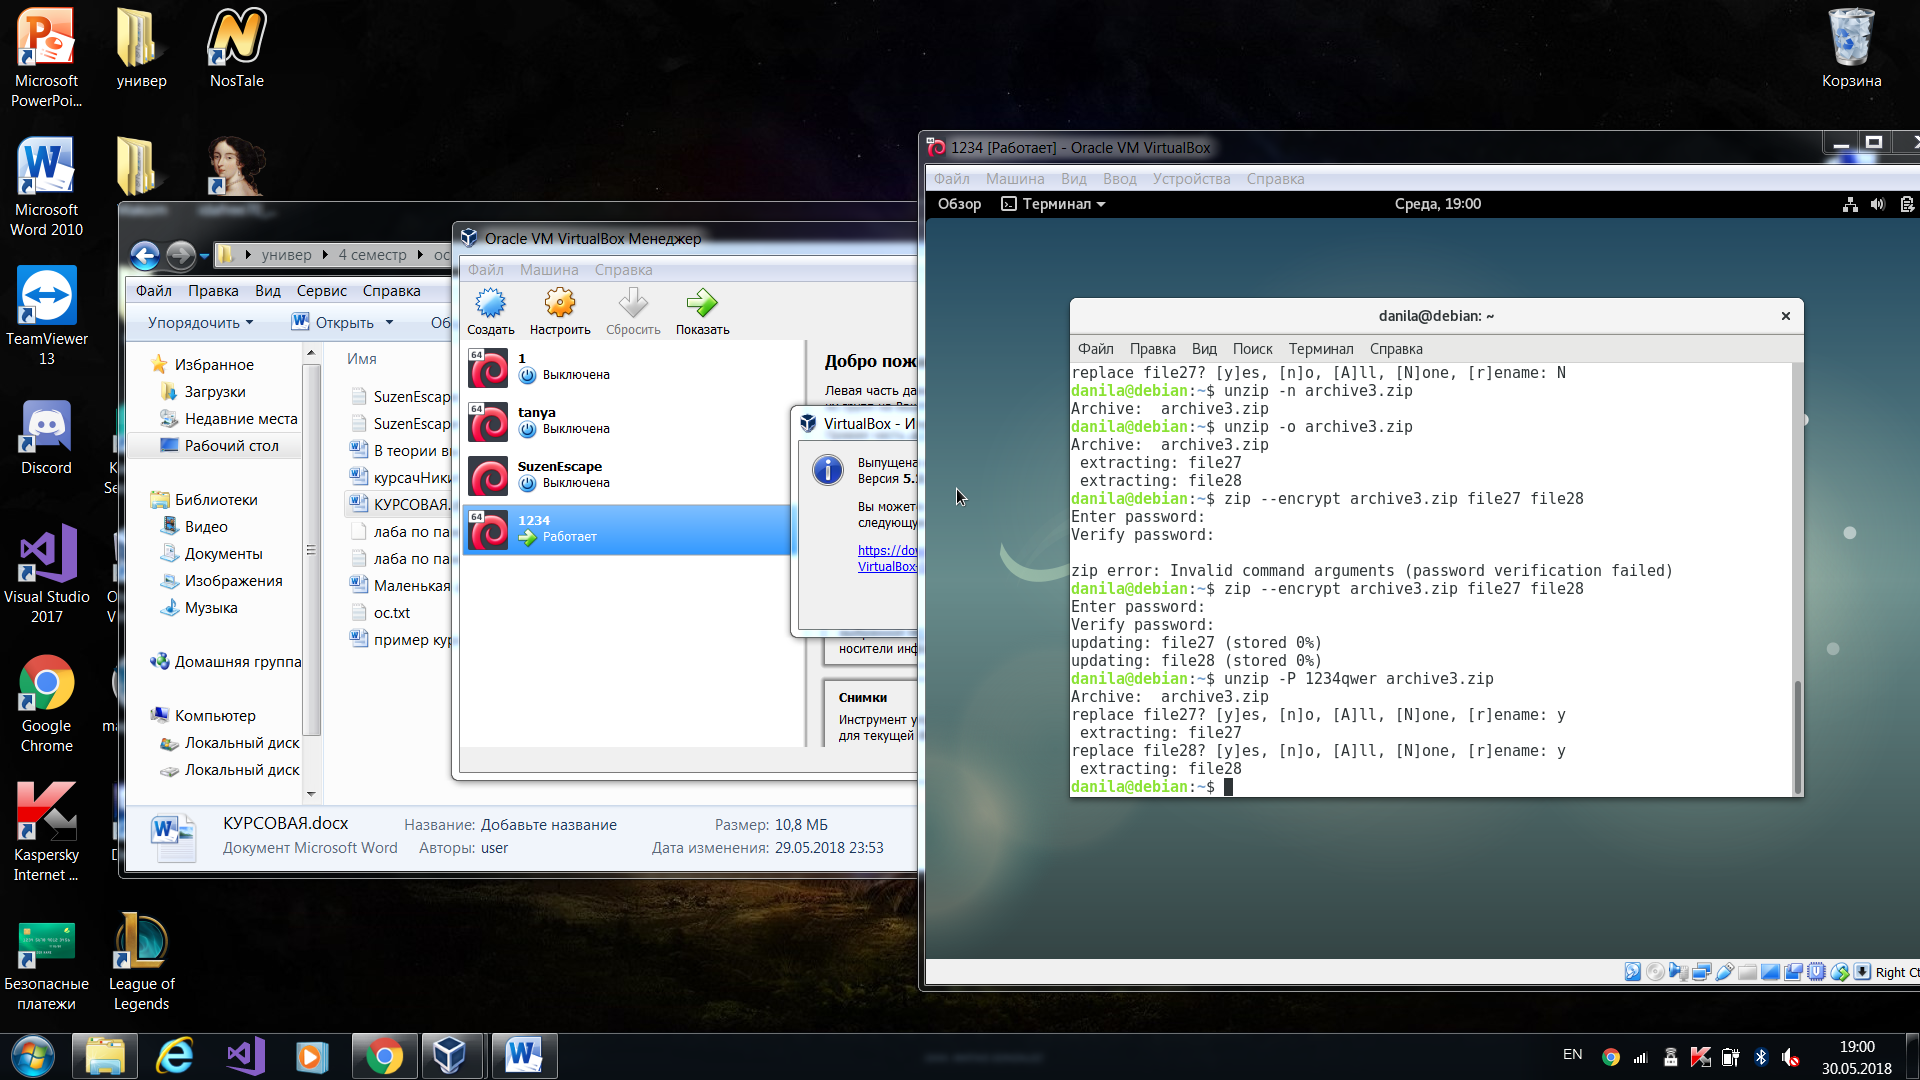 Microsoft
PowerPoi...
универ
NosTale
Корзина
Microsoft
Word 2010
TeamViewer
13
Discord
Visual Studio
2017
Google
Chrome
Kaspersky
Internet ...
Безопасные
платежи
League of
Legends
универ
4 семестр
ос
Файл Правка Вид Сервис Справка
Упорядочить Открыть Об
Избранное
Загрузки
Недавние места
Рабочий стол
Библиотеки
Видео
Документы
Изображения
Музыка
Домашняя группа
Компьютер
Локальный диск
Локальный диск
Имя
SuzenEscap
SuzenEscap
В теории в
курсачНики
КУРСОВАЯ.
лаба по па
лаба по па
Маленькая
ос.txt
пример кур
КУРСОВАЯ.docx
Документ Microsoft Word
Название: Добавьте название
Авторы: user
Размер: 10,8 МБ
Дата изменения: 29.05.2018 23:53
Oracle VM VirtualBox Менеджер
Файл Машина Справка
Создать Настроить Сбросить Показать
64
1
Выключена
64
tanya
Выключена
SuzenEscape
Выключена
64
1234
Работает
Добро пож
Левая часть да
VirtualBox - И
Выпущена
Версия 5.
Вы может
следующу
https://do
VirtualBox
носители инф
Снимки
Инструмент у
для текущей
1234 [Работает] - Oracle VM VirtualBox
Файл Машина Вид Ввод Устройства Справка
Обзор Терминал Среда, 19:00
danila@debian: ~
Файл Правка Вид Поиск Терминал Справка
replace file27? [y]es, [n]o, [A]ll, [N]one, [r]ename: N
danila@debian:~$ unzip -n archive3.zip
Archive:  archive3.zip
danila@debian:~$ unzip -o archive3.zip
Archive:  archive3.zip
 extracting: file27
 extracting: file28
danila@debian:~$ zip --encrypt archive3.zip file27 file28
Enter password:
Verify password:
zip error: Invalid command arguments (password verification failed)
danila@debian:~$ zip --encrypt archive3.zip file27 file28
Enter password:
Verify password:
updating: file27 (stored 0%)
updating: file28 (stored 0%)
danila@debian:~$ unzip -P 1234qwer archive3.zip
Archive:  archive3.zip
replace file27? [y]es, [n]o, [A]ll, [N]one, [r]ename: y
 extracting: file27
replace file28? [y]es, [n]o, [A]ll, [N]one, [r]ename: y
 extracting: file28
danila@debian:~$
Right Ct
EN
19:00
30.05.2018